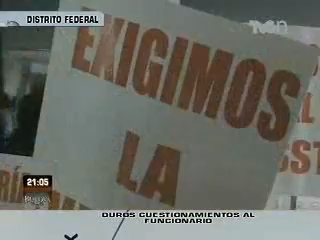 DISTRITO FEDERAL
EXIGIMOS
LA
21:05
DUROS CUESTIONAMIENTOS AL
FUNCIONARIO